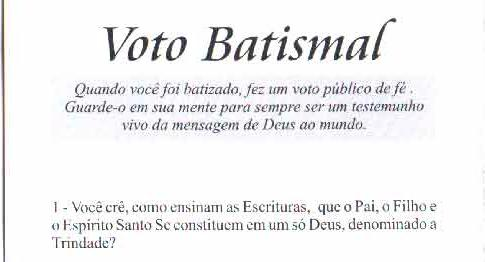 Voto Batismal
Quando você foi batizado, fez um voto público de fé .
Guarde-o em sua mente para sempre ser um testemunho
vivo da mensagem de Deus ao mundo.
1 - Você crê, como ensinam as Escrituras, que o Pai, o Filho e
o Espírito Santo Se constituem em um só Deus, denominado a
Trindade?